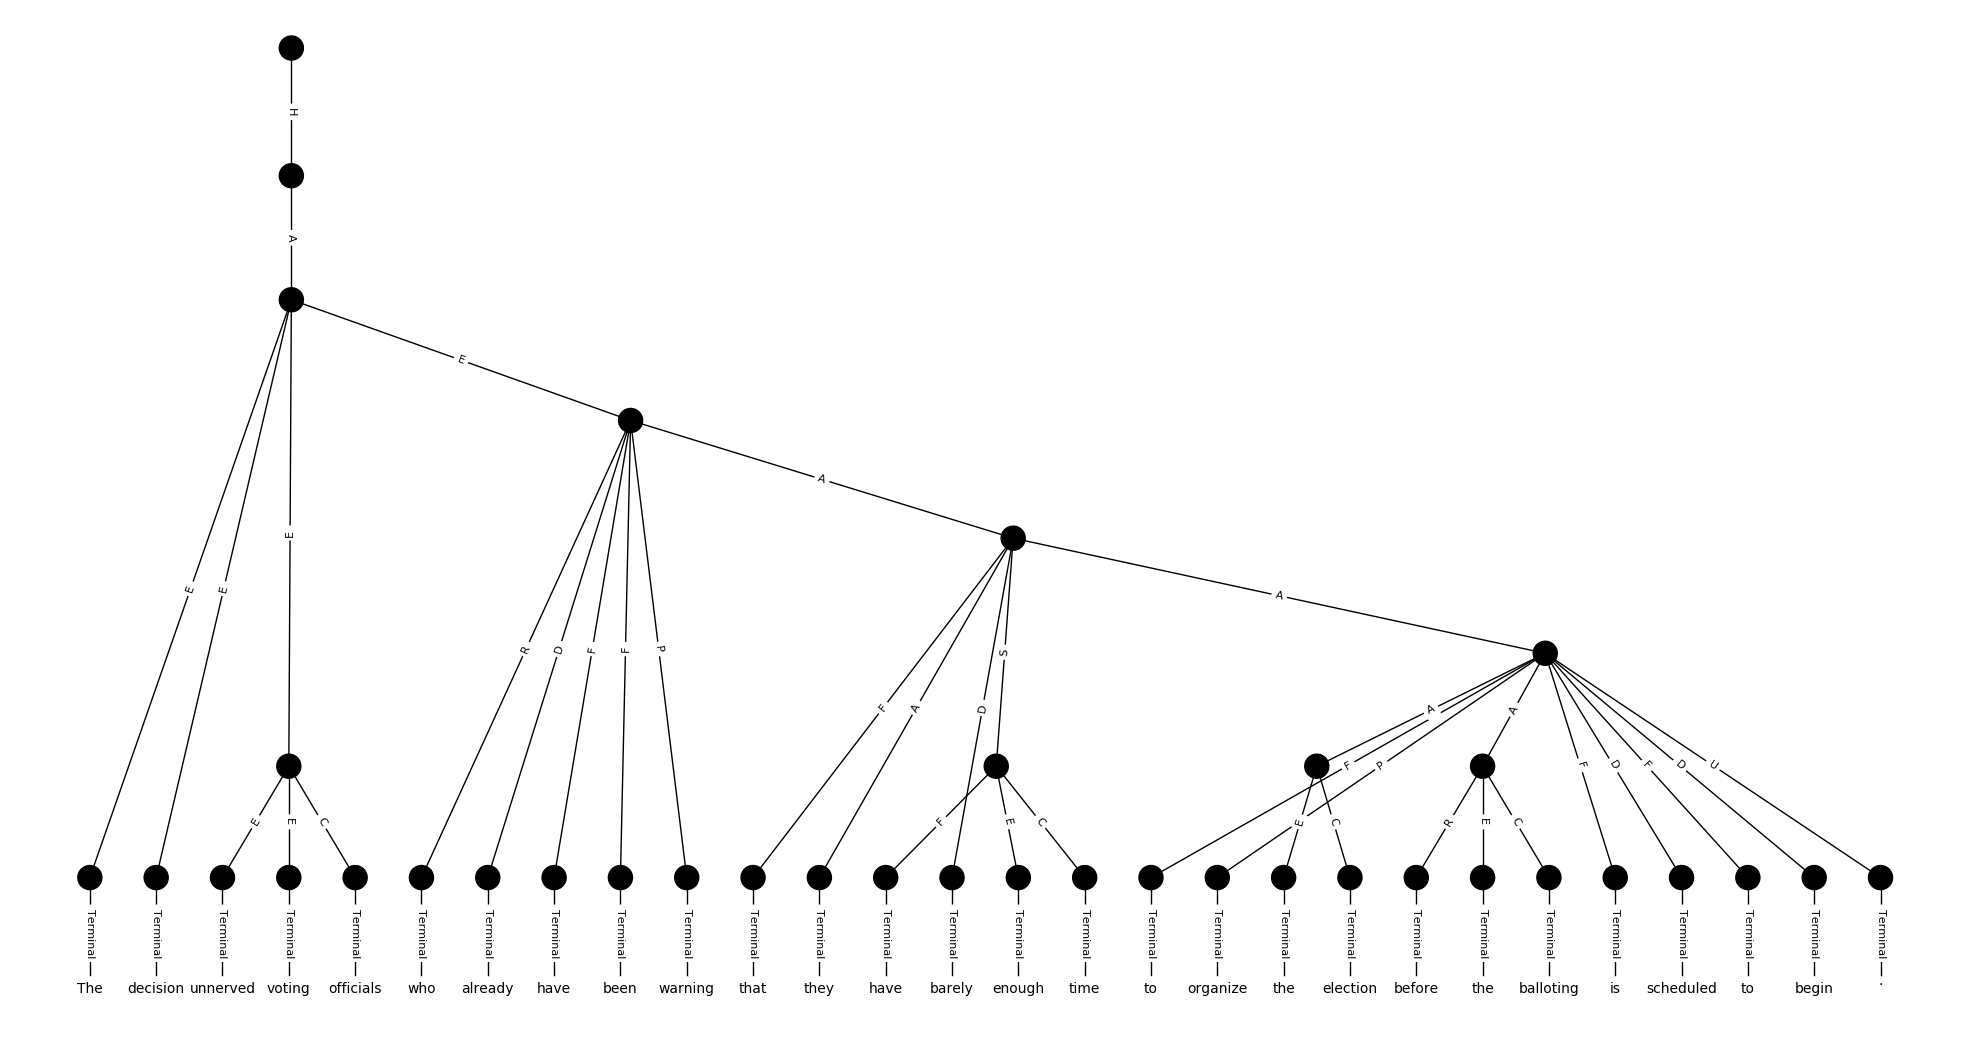 H
A
E
A
A
E E E R D F F P F A D S A F P A F D F D U
E E C F E C E C R E C
Terminal Terminal Terminal Terminal Terminal Terminal Terminal Terminal Terminal Terminal Terminal Terminal Terminal Terminal Terminal Terminal Terminal Terminal Terminal Terminal Terminal Terminal Terminal Terminal Terminal Terminal Terminal Terminal
The decision unnerved voting officials who already have been warning that they have barely enough time to organize the election before the balloting is scheduled to begin .